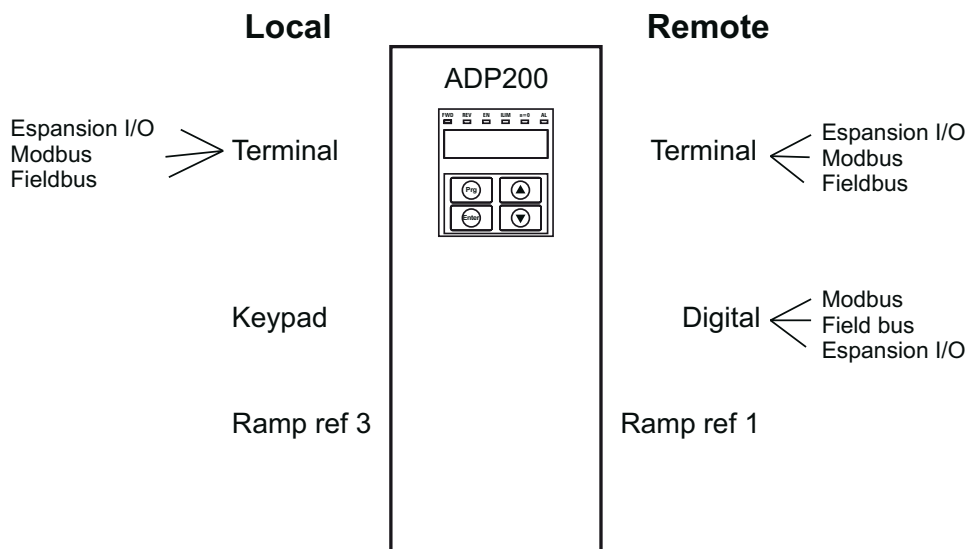 Local
Remote
ADP200
FWD REV EN ILIM n=0 AL
Prg
Enter
Espansion I/O
Modbus
Fieldbus
Terminal
Terminal
Espansion I/O
Modbus
Fieldbus
Keypad
Digital
Modbus
Field bus
Espansion I/O
Ramp ref 3
Ramp ref 1